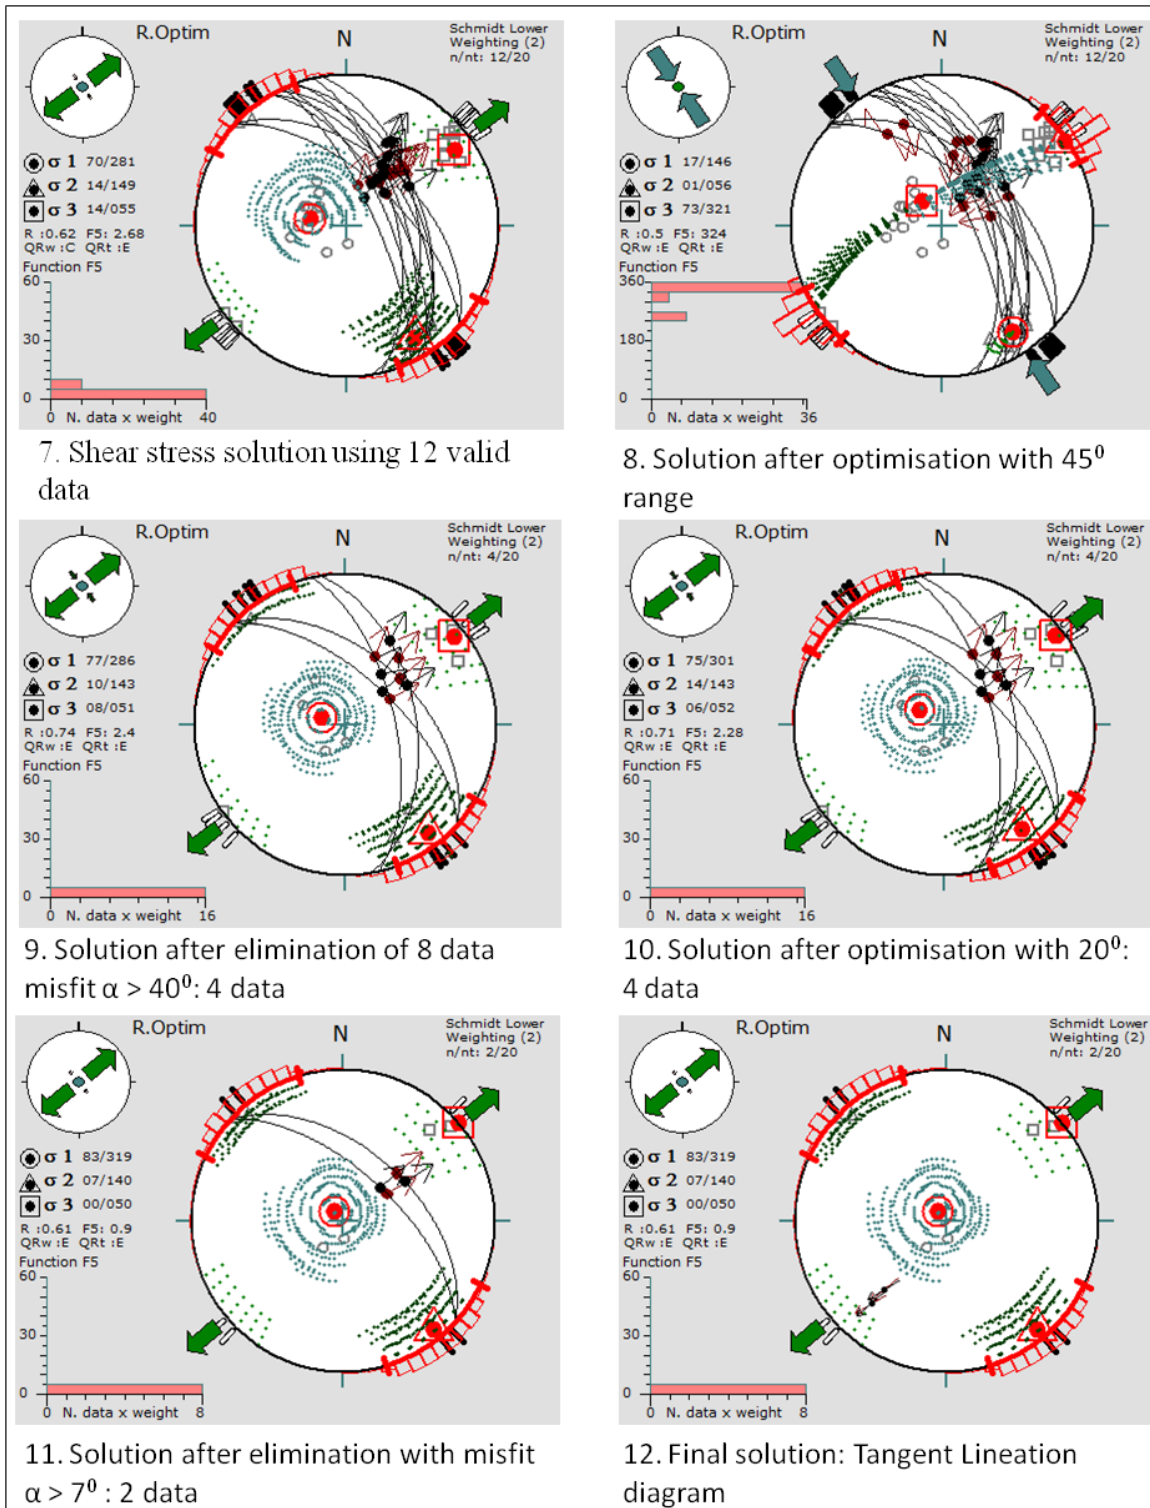 R.Optim
N
Schmidt Lower
Weighting (2)
n/nt: 12/20
σ 1 70/281
σ 2 14/149
σ 3 14/055
R :0.62 F5: 2.68
QRw :C QRt :E
Function F5
60
30
0
0 N. data x weight 40
7. Shear stress solution using 12 valid
data
R.Optim
N
Schmidt Lower
Weighting (2)
n/nt: 12/20
σ 1 17/146
σ 2 01/056
σ 3 73/321
R :0.5 F5: 324
QRw :E QRt :E
Function F5
360
180
0
0 N. data x weight 36
8. Solution after optimisation with 45⁰
range
R.Optim
N
Schmidt Lower
Weighting (2)
n/nt: 4/20
σ 1 77/286
σ 2 10/143
σ 3 08/051
R :0.74 F5: 2.4
QRw :E QRt :E
Function F5
60
30
0
0 N. data x weight 16
9. Solution after elimination of 8 data
misfit α > 40⁰: 4 data
R.Optim
N
Schmidt Lower
Weighting (2)
n/nt: 4/20
σ 1 75/301
σ 2 14/143
σ 3 06/052
R :0.71 F5: 2.28
QRw :E QRt :E
Function F5
60
30
0
0 N. data x weight 16
10. Solution after optimisation with 20⁰:
4 data
R.Optim
N
Schmidt Lower
Weighting (2)
n/nt: 2/20
σ 1 83/319
σ 2 07/140
σ 3 00/050
R :0.61 F5: 0.9
QRw :E QRt :E
Function F5
60
30
0
0 N. data x weight 8
11. Solution after elimination with misfit
α > 7⁰ : 2 data
R.Optim
N
Schmidt Lower
Weighting (2)
n/nt: 2/20
σ 1 83/319
σ 2 07/140
σ 3 00/050
R :0.61 F5: 0.9
QRw :E QRt :E
Function F5
60
30
0
0 N. data x weight 8
12. Final solution: Tangent Lineation
diagram